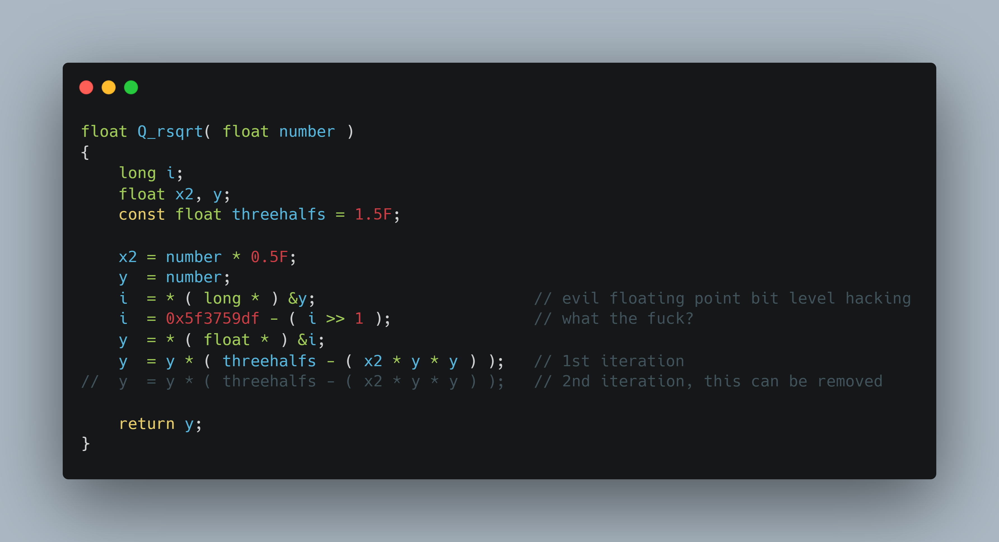 float Q_rsqrt( float number )
{
    long i;
    float x2, y;
    const float threehalfs = 1.5F;

    x2 = number * 0.5F;
    y  = number;
    i  = * ( long * ) &y;                       // evil floating point bit level hacking
    i  = 0x5f3759df - ( i >> 1 );               // what the fuck?
    y  = * ( float * ) &i;
    y  = y * ( threehalfs - ( x2 * y * y ) );   // 1st iteration
//  y  = y * ( threehalfs - ( x2 * y * y ) );   // 2nd iteration, this can be removed

    return y;
}